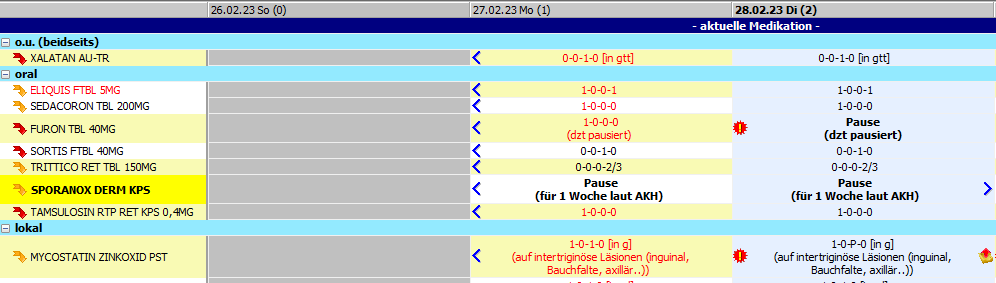 26.02.23 So (0) 27.02.23 Mo (1) 28.02.23 Di (2)
- aktuelle Medikation -
o.u. (beidseits)
XALATAN AU-TR 0-0-1-0 [in gtt] 0-0-1-0 [in gtt]
oral
ELIQUIS FTBL 5MG 1-0-0-1 1-0-0-1
SEDACORON TBL 200MG 1-0-0-0 1-0-0-0
FURON TBL 40MG 1-0-0-0 Pause
(dzt pausiert) (dzt pausiert)
SORTIS FTBL 40MG 0-0-1-0 0-0-1-0
TRITTICO RET TBL 150MG 0-0-0-2/3 0-0-0-2/3
SPORANOX DERM KPS Pause Pause
(für 1 Woche laut AKH) (für 1 Woche laut AKH)
TAMSULOSIN RTP RET KPS 0,4MG 1-0-0-0 1-0-0-0
lokal
MYCOSTATIN ZINKOXID PST 1-0-1-0 [in g] 1-0-P-0 [in g]
(auf intertriginöse Läsionen (inguinal, (auf intertriginöse Läsionen (inguinal,
Bauchfalte, axillär..)) Bauchfalte, axillär..))